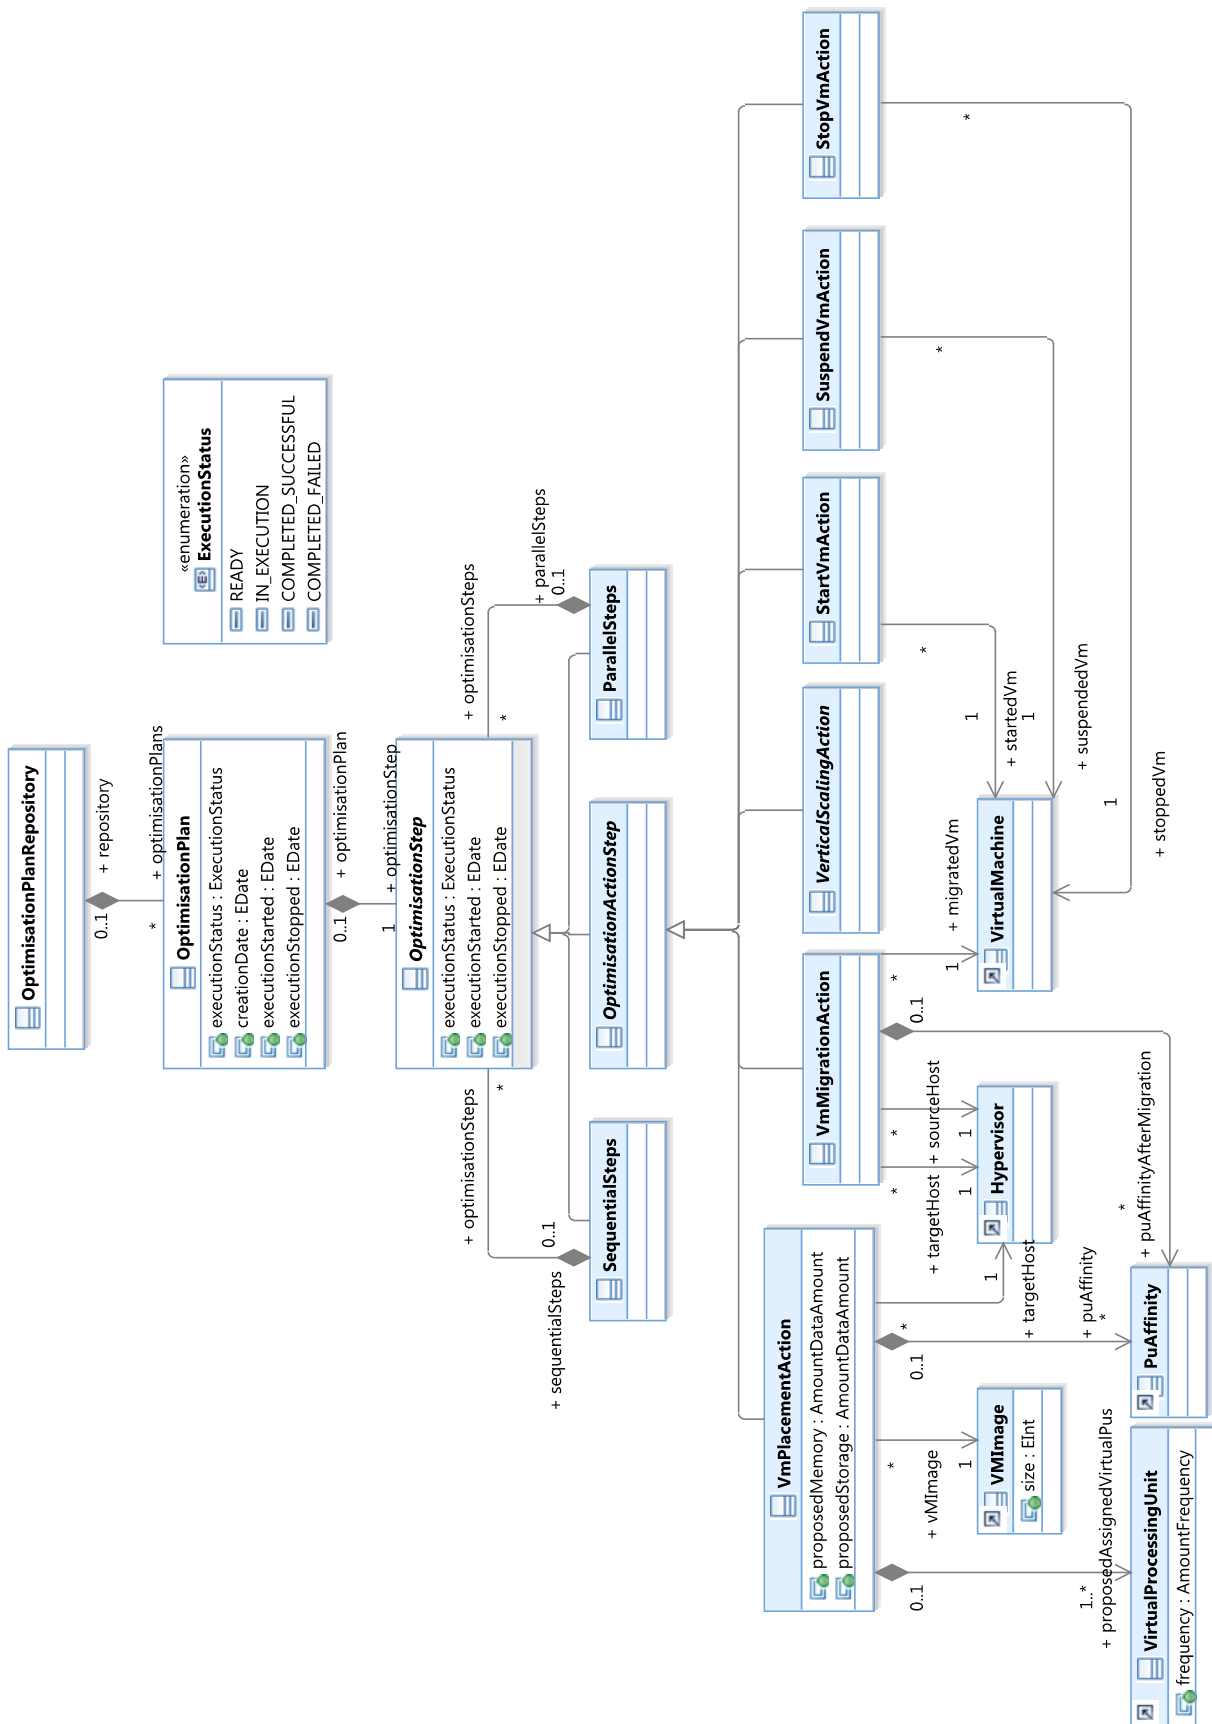 OptimisationPlanRepository
+ repository
0..1
+ optimisationPlans
*
OptimisationPlan
executionStatus : ExecutionStatus
creationDate : EDate
executionStarted : EDate
executionStopped : EDate
«enumeration»
ExecutionStatus
READY
IN_EXECUTION
COMPLETED_SUCCESSFUL
COMPLETED_FAILED
+ optimisationPlan
0..1
+ optimisationStep
1
OptimisationStep
executionStatus : ExecutionStatus
executionStarted : EDate
executionStopped : EDate
+ optimisationSteps
*
+ optimisationSteps
*
+ sequentialSteps
0..1
+ parallelSteps
0..1
SequentialSteps
OptimisationActionStep
ParallelSteps
VmPlacementAction
proposedMemory : AmountDataAmount
proposedStorage : AmountDataAmount
VmMigrationAction
VerticalScalingAction
StartVmAction
SuspendVmAction
StopVmAction
0..1
*
+ vMImage
1
0..1
*
+ targetHost
1
*
+ targetHost
1
*
+ sourceHost
1
0..1
*
+ migratedVm
1
*
+ startedVm
1
*
+ suspendedVm
1
*
+ stoppedVm
1
VMImage
size : EInt
Hypervisor
VirtualMachine
1..*
+ proposedAssignedVirtualPus
+ puAffinity
*
+ puAffinityAfterMigration
*
VirtualProcessingUnit
frequency : AmountFrequency
PuAffinity